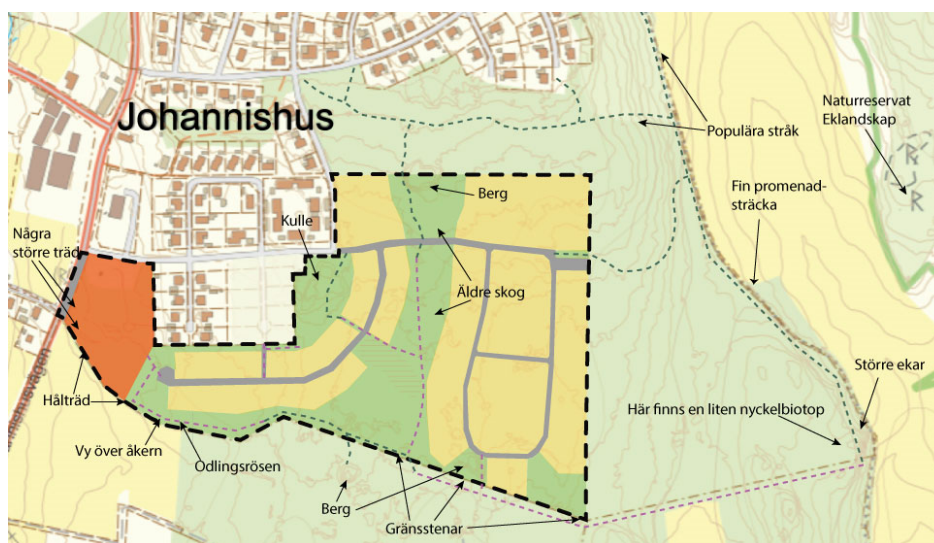 Johannishus
Populära stråk
Naturreservat
Eklandskap
Berg
Fin promenad-
sträcka
Kulle
Några
större träd
Äldre skog
Större ekar
Hålträd
Här finns en liten nyckelbiotop
Vy över åkern
Odlingsrösen
Berg
Gränsstenar
R
R